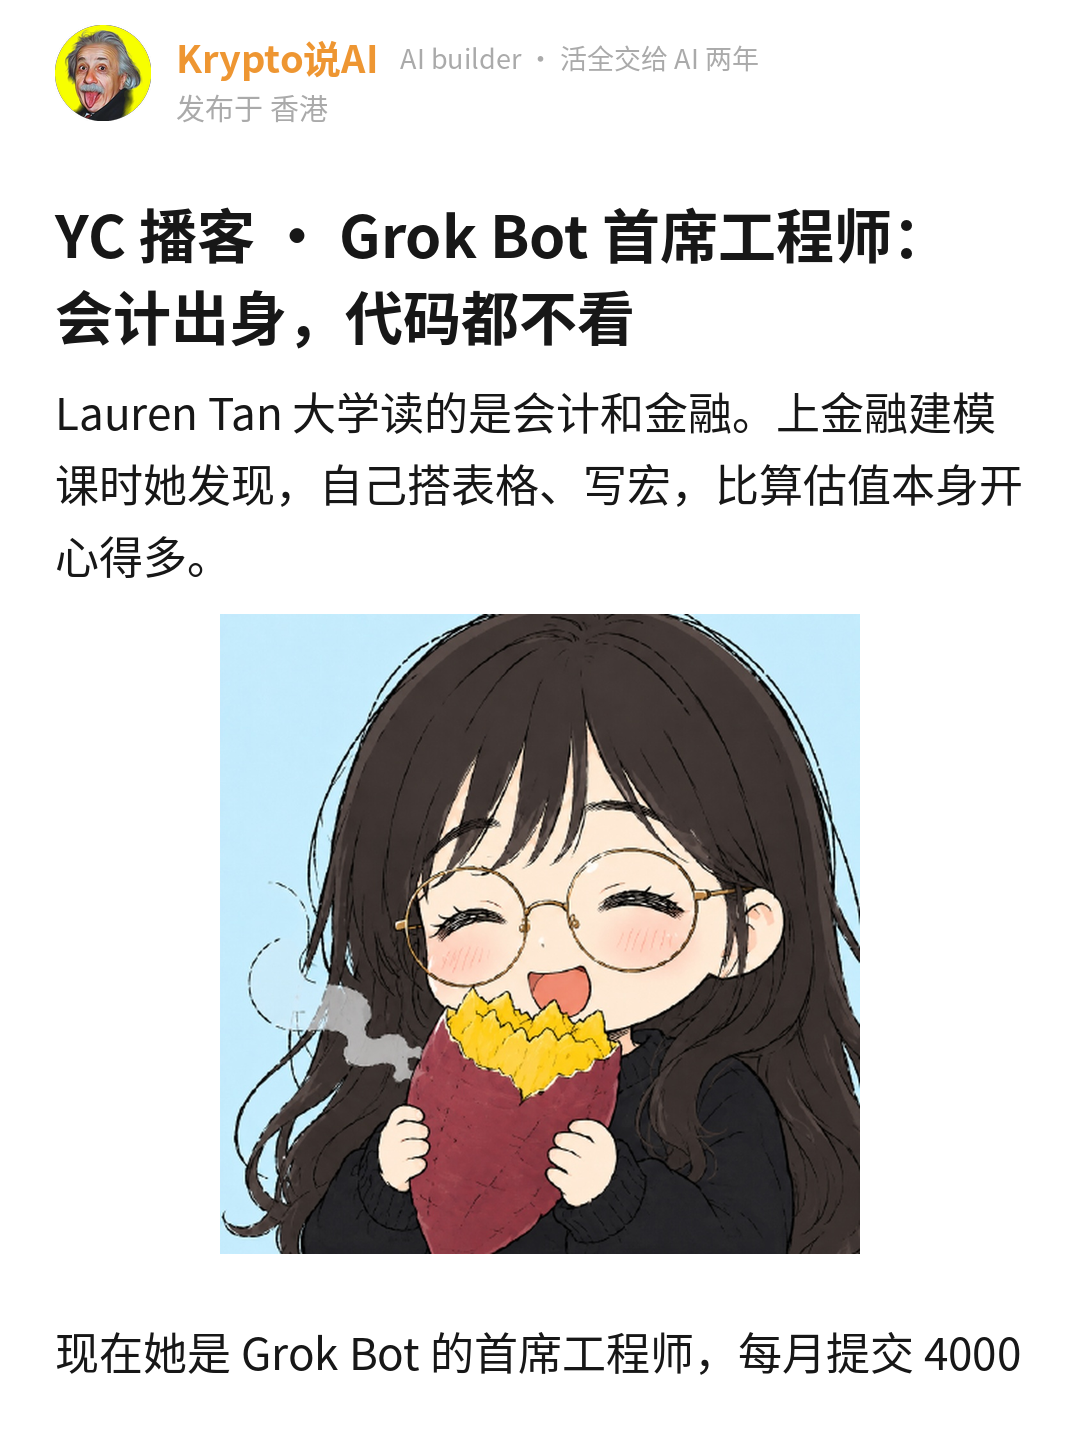 Krypto说AI AI builder · 活全交给 AI 两年
发布于 香港
YC 播客 · Grok Bot 首席工程师：
会计出身，代码都不看
Lauren Tan 大学读的是会计和金融。上金融建模
课时她发现，自己搭表格、写宏，比算估值本身开
心得多。
现在她是 Grok Bot 的首席工程师，每月提交 4000